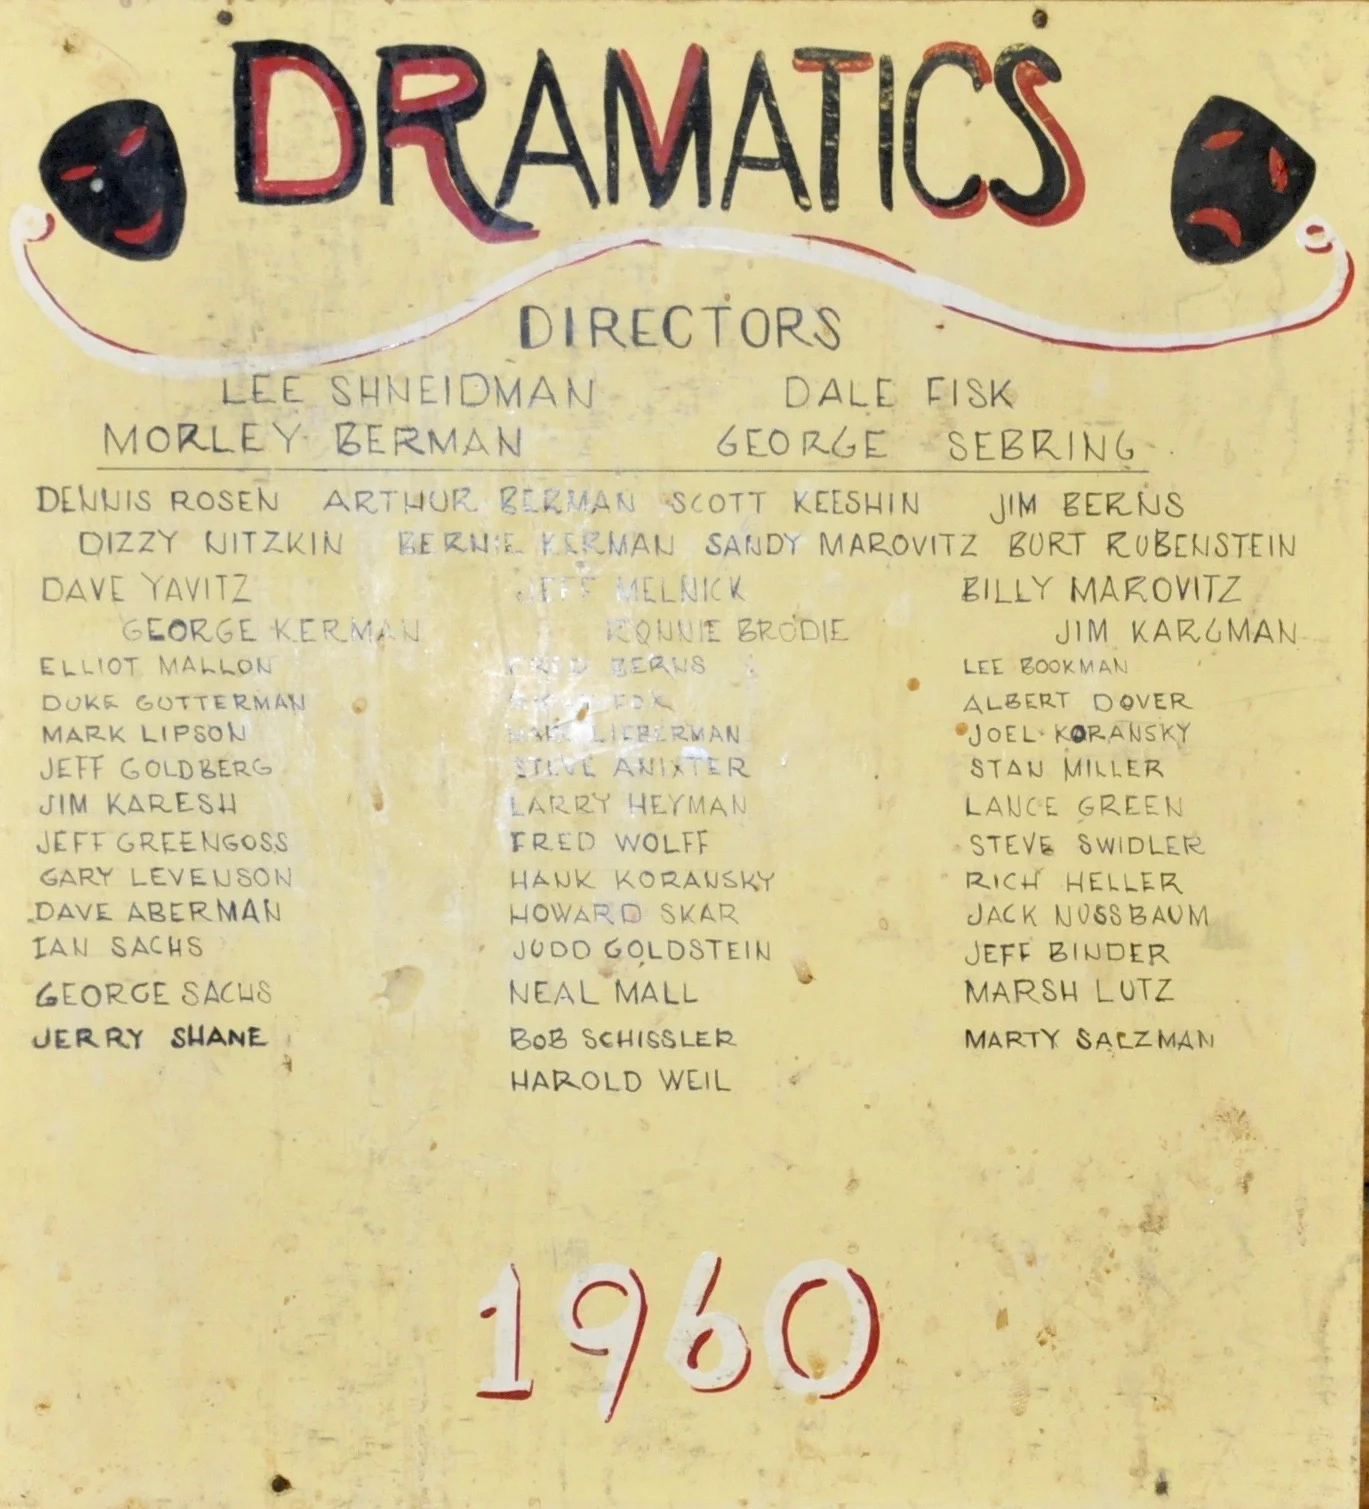 DRAMATICS
DIRECTORS
LEE SHNEIDMAN DALE FISK
MORLEY BERMAN GEORGE SEBRING
DENNIS ROSEN ARTHUR BERMAN SCOTT KEESHIN JIM BERNS
DIZZY NITZKIN BERNIE KERMAN SANDY MAROVITZ BURT RUBENSTEIN
DAVE YAVITZ JEFF MELNICK BILLY MAROVITZ
GEORGE KERMAN RONNIE BRODIE JIM KARGMAN
ELLIOT MALLON FRED BERNS LEE BOOKMAN
DUKE GUTTERMAN FOX ALBERT DOVER
MARK LIPSON LIEBERMAN JOEL KORANSKY
JEFF GOLDBERG STEVE ANIXTER STAN MILLER
JIM KARESH LARRY HEYMAN LANCE GREEN
JEFF GREENGOSS FRED WOLFF STEVE SWIDLER
GARY LEVENSON HANK KORANSKY RICH HELLER
DAVE ABERMAN HOWARD SKAR JACK NUSSBAUM
IAN SACHS JUDD GOLDSTEIN JEFF BINDER
GEORGE SACHS NEAL MALL MARSH LUTZ
JERRY SHANE BOB SCHISSLER MARTY SALZMAN
HAROLD WEIL
1960